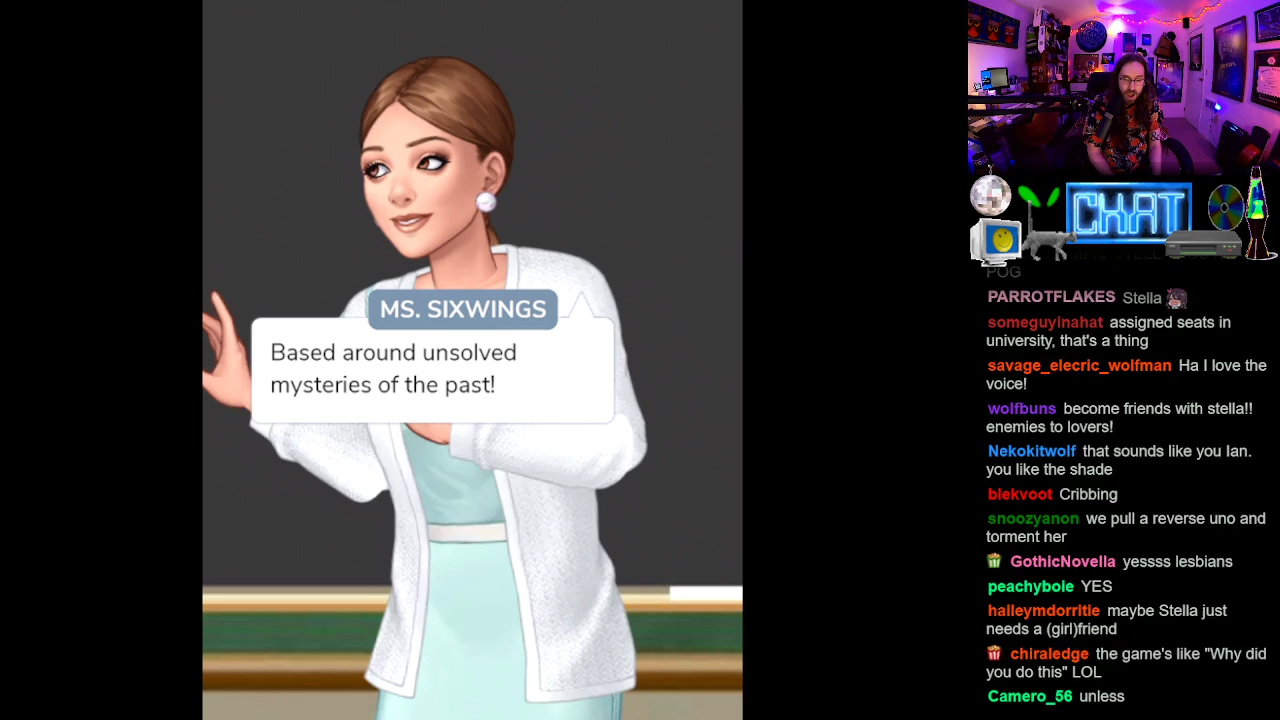 MS. SIXWINGS
Based around unsolved
mysteries of the past!
CHAT
POG
PARROTFLAKES Stella
someguyinahat assigned seats in
university, that's a thing
savage_elecric_wolfman Ha I love the
voice!
wolfbuns become friends with stella!!
enemies to lovers!
Nekokitwolf that sounds like you Ian.
you like the shade
blekvoot Cribbing
snoozyanon we pull a reverse uno and
torment her
GothicNovella yessss lesbians
peachybole YES
halleymdorritle maybe Stella just
needs a (girl)friend
chiraledge the game's like "Why did
you do this" LOL
Camero_56 unless